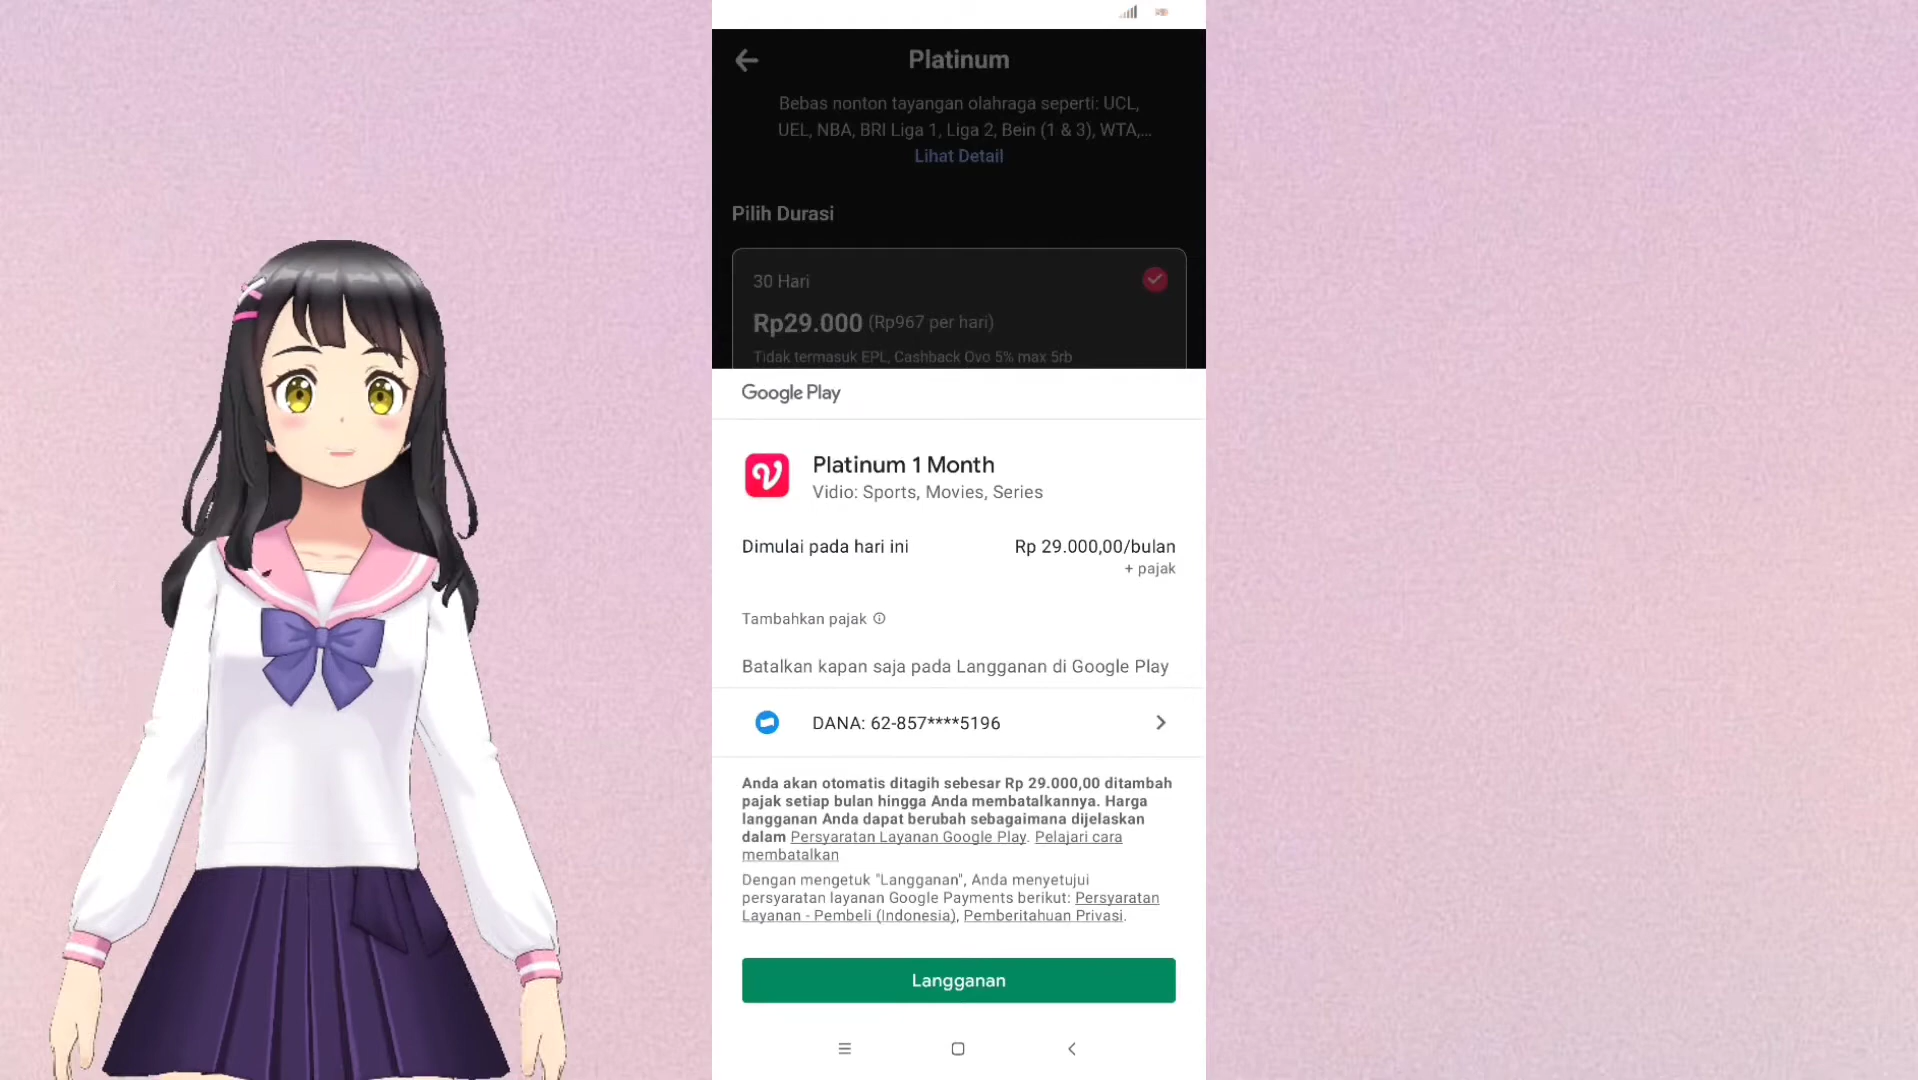 Platinum
Bebas nonton tayangan olahraga seperti: UCL,
UEL, NBA, BRI Liga 1, Liga 2, Bein (1 & 3), WTA,...
Lihat Detail
Pilih Durasi
30 Hari
Rp29.000 (Rp967 per hari)
Tidak termasuk EPL, Cashback Ovo 5% max 5rb
Google Play
Platinum 1 Month
Vidio: Sports, Movies, Series
Dimulai pada hari ini Rp 29.000,00/bulan
+ pajak
Tambahkan pajak
Batalkan kapan saja pada Langganan di Google Play
DANA: 62-857****5196
Anda akan otomatis ditagih sebesar Rp 29.000,00 ditambah
pajak setiap bulan hingga Anda membatalkannya. Harga
langganan Anda dapat berubah sebagaimana dijelaskan
dalam Persyaratan Layanan Google Play. Pelajari cara
membatalkan
Dengan mengetuk "Langganan", Anda menyetujui
persyaratan layanan Google Payments berikut: Persyaratan
Layanan - Pembeli (Indonesia), Pemberitahuan Privasi.
Langganan